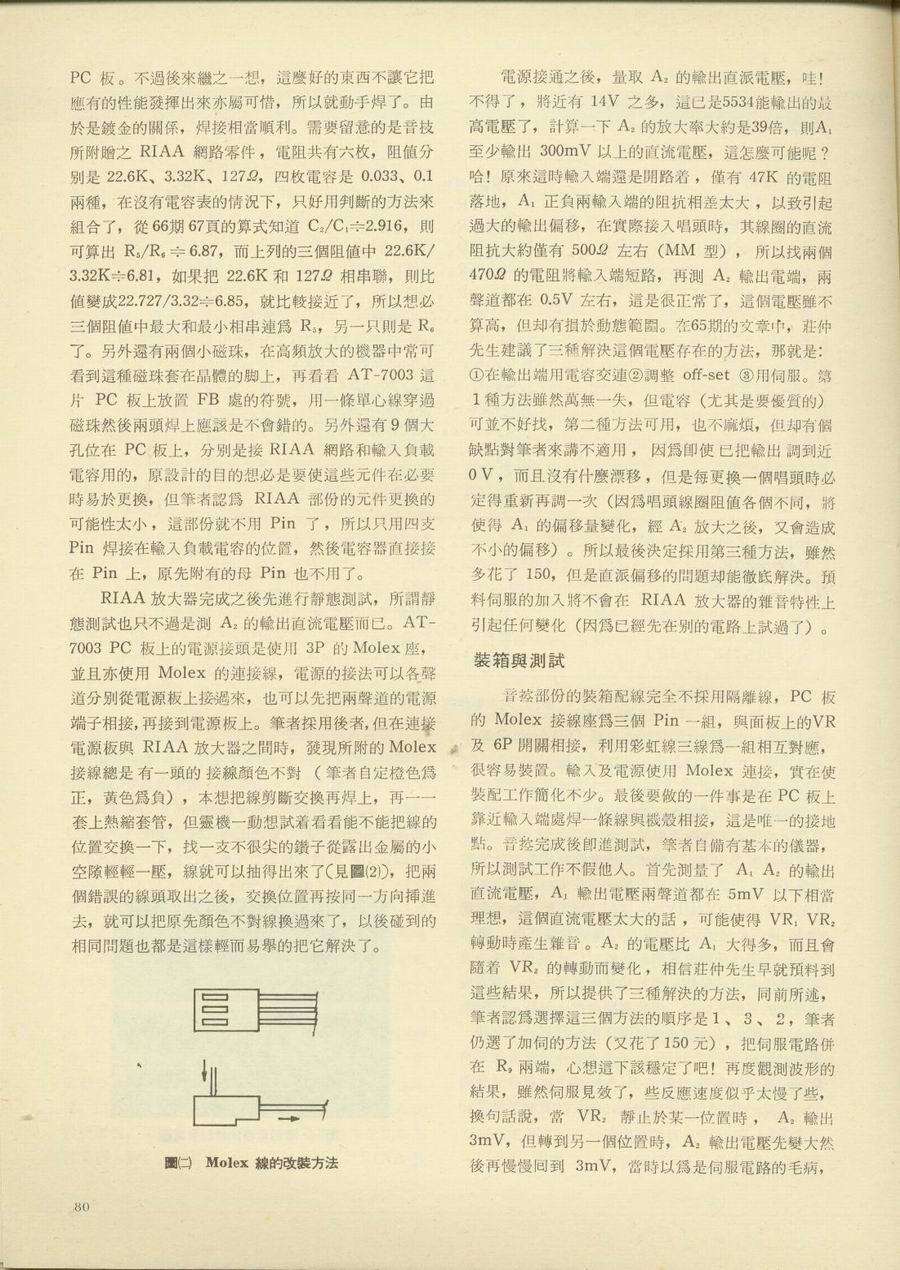 PC 板。不過後來繼之一想，這麼好的東西不讓它把
應有的性能發揮出來亦屬可惜，所以就動手焊了。由
於是鍍金的關係，焊接相當順利。需要留意的是音技
所附贈之 RIAA 網路零件，電阻共有六枚，阻值分
別是 22.6K、3.32K、127Ω，四枚電容是 0.033、0.1
兩種，在沒有電容表的情況下，只好用判斷的方法來
組合了，從66期 67頁的算式知道 C₂/C₁≑2.916，則
可算出 R₅/R₆≑6.87，而上列的三個阻值中 22.6K/
3.32K≑6.81，如果把 22.6K 和 127Ω 相串聯，則比
值變成22.727/3.32≑6.85，就比較接近了，所以想必
三個阻值中最大和最小相串連爲 R₅，另一只則是 R₆
了。另外還有兩個小磁珠，在高頻放大的機器中常可
看到這種磁珠套在晶體的脚上，再看看 AT-7003 這
片 PC 板上放置 FB 處的符號，用一條單心線穿過
磁珠然後兩頭焊上應該是不會錯的。另外還有9個大
孔位在 PC 板上，分別是接 RIAA 網路和輸入負載
電容用的，原設計的目的想必是要使這些元件在必要
時易於更換，但筆者認爲 RIAA 部份的元件更換的
可能性太小，這部份就不用 Pin 了，所以只用四支
Pin 焊接在輸入負載電容的位置，然後電容器直接接
在 Pin 上，原先附有的母 Pin 也不用了。
RIAA 放大器完成之後先進行靜態測試，所謂靜
態測試也只不過是測 A₂ 的輸出直流電壓而已。AT-
7003 PC 板上的電源接頭是使用 3P 的 Molex 座，
並且亦使用 Molex 的連接線，電源的接法可以各聲
道分別從電源板上接過來，也可以先把兩聲道的電源
端子相接,再接到電源板上。筆者採用後者,但在連接
電源板與 RIAA 放大器之間時，發現所附的 Molex
接線總是有一頭的接線顏色不對（筆者自定橙色爲
正，黃色爲負），本想把線剪斷交換再焊上，再一一
套上熱縮套管，但靈機一動想試着看看能不能把線的
位置交換一下，找一支不很尖的鑽子從露出金屬的小
空隙輕輕一壓，線就可以抽得出來了(見圖(2))，把兩
個錯誤的線頭取出之後，交換位置再按同一方向挿進
去，就可以把原先顏色不對線換過來了，以後碰到的
相同問題也都是這樣輕而易舉的把它解決了。
圖㈡ Molex 線的改裝方法
80
電源接通之後，量取 A₂ 的輸出直派電壓，哇！
不得了，將近有 14V 之多，這已是5534能輸出的最
高電壓了，計算一下 A₂ 的放大率大約是39倍，則A₁
至少輸出 300mV 以上的直流電壓，這怎麼可能呢？
哈！原來這時輸入端還是開路着，僅有 47K 的電阻
落地，A₁ 正負兩輸入端的阻抗相差太大，以致引起
過大的輸出偏移，在實際接入唱頭時，其線圈的直流
阻抗大約僅有 500Ω 左右（MM 型），所以找兩個
470Ω 的電阻將輸入端短路，再測 A₂ 輸出電端，兩
聲道都在 0.5V 左右，這是很正常了，這個電壓雖不
算高，但却有損於動態範圍。在65期的文章中，莊仲
先生建議了三種解決這個電壓存在的方法，那就是：
①在輸出端用電容交連②調整 off-set ③用伺服。第
1種方法雖然萬無一失，但電容（尤其是要優質的）
可並不好找，第二種方法可用，也不麻煩，但却有個
缺點對筆者來講不適用，因爲卽使已把輸出調到近
0V，而且沒有什麼漂移，但是每更換一個唱頭時必
定得重新再調一次（因爲唱頭線圈阻值各個不同，將
使得 A₁ 的偏移量變化，經 A₂ 放大之後，又會造成
不小的偏移）。所以最後決定採用第三種方法，雖然
多花了 150，但是直派偏移的問題却能徹底解決。預
料伺服的加入將不會在 RIAA 放大器的雜音特性上
引起任何變化（因爲已經先在別的電路上試過了）。
裝箱與測試
音控部份的裝箱配線完全不採用隔離線，PC 板
的 Molex 接線座爲三個 Pin 一組，與面板上的VR
及 6P 開關相接，利用彩虹線三線爲一組相互對應，
很容易裝置。輸入及電源使用 Molex 連接，實在使
裝配工作簡化不少。最後要做的一件事是在 PC 板上
靠近輸入端處焊一條線與機殼相接，這是唯一的接地
點。音控完成後卽進測試，筆者自備有基本的儀器，
所以測試工作不假他人。首先測量了 A₁ A₂ 的輸出
直流電壓，A₁ 輸出電壓兩聲道都在 5mV 以下相當
理想，這個直流電壓太大的話，可能使得 VR₁ VR₂
轉動時產生雜音。A₂ 的電壓比 A₁ 大得多，而且會
隨着 VR₂ 的轉動而變化，相信莊仲先生早就預料到
這些結果，所以提供了三種解決的方法，同前所述，
筆者認爲選擇這三個方法的順序是1、3、2，筆者
仍選了加伺的方法（又花了150元），把伺服電路併
在 R₉ 兩端，心想這下該穩定了吧！再度觀測波形的
結果，雖然伺服見效了，些反應速度似乎太慢了些，
換句話說，當 VR₂ 靜止於某一位置時，A₂ 輸出
3mV，但轉到另一個位置時，A₂ 輸出電壓先變大然
後再慢慢回到 3mV，當時以爲是伺服電路的毛病，